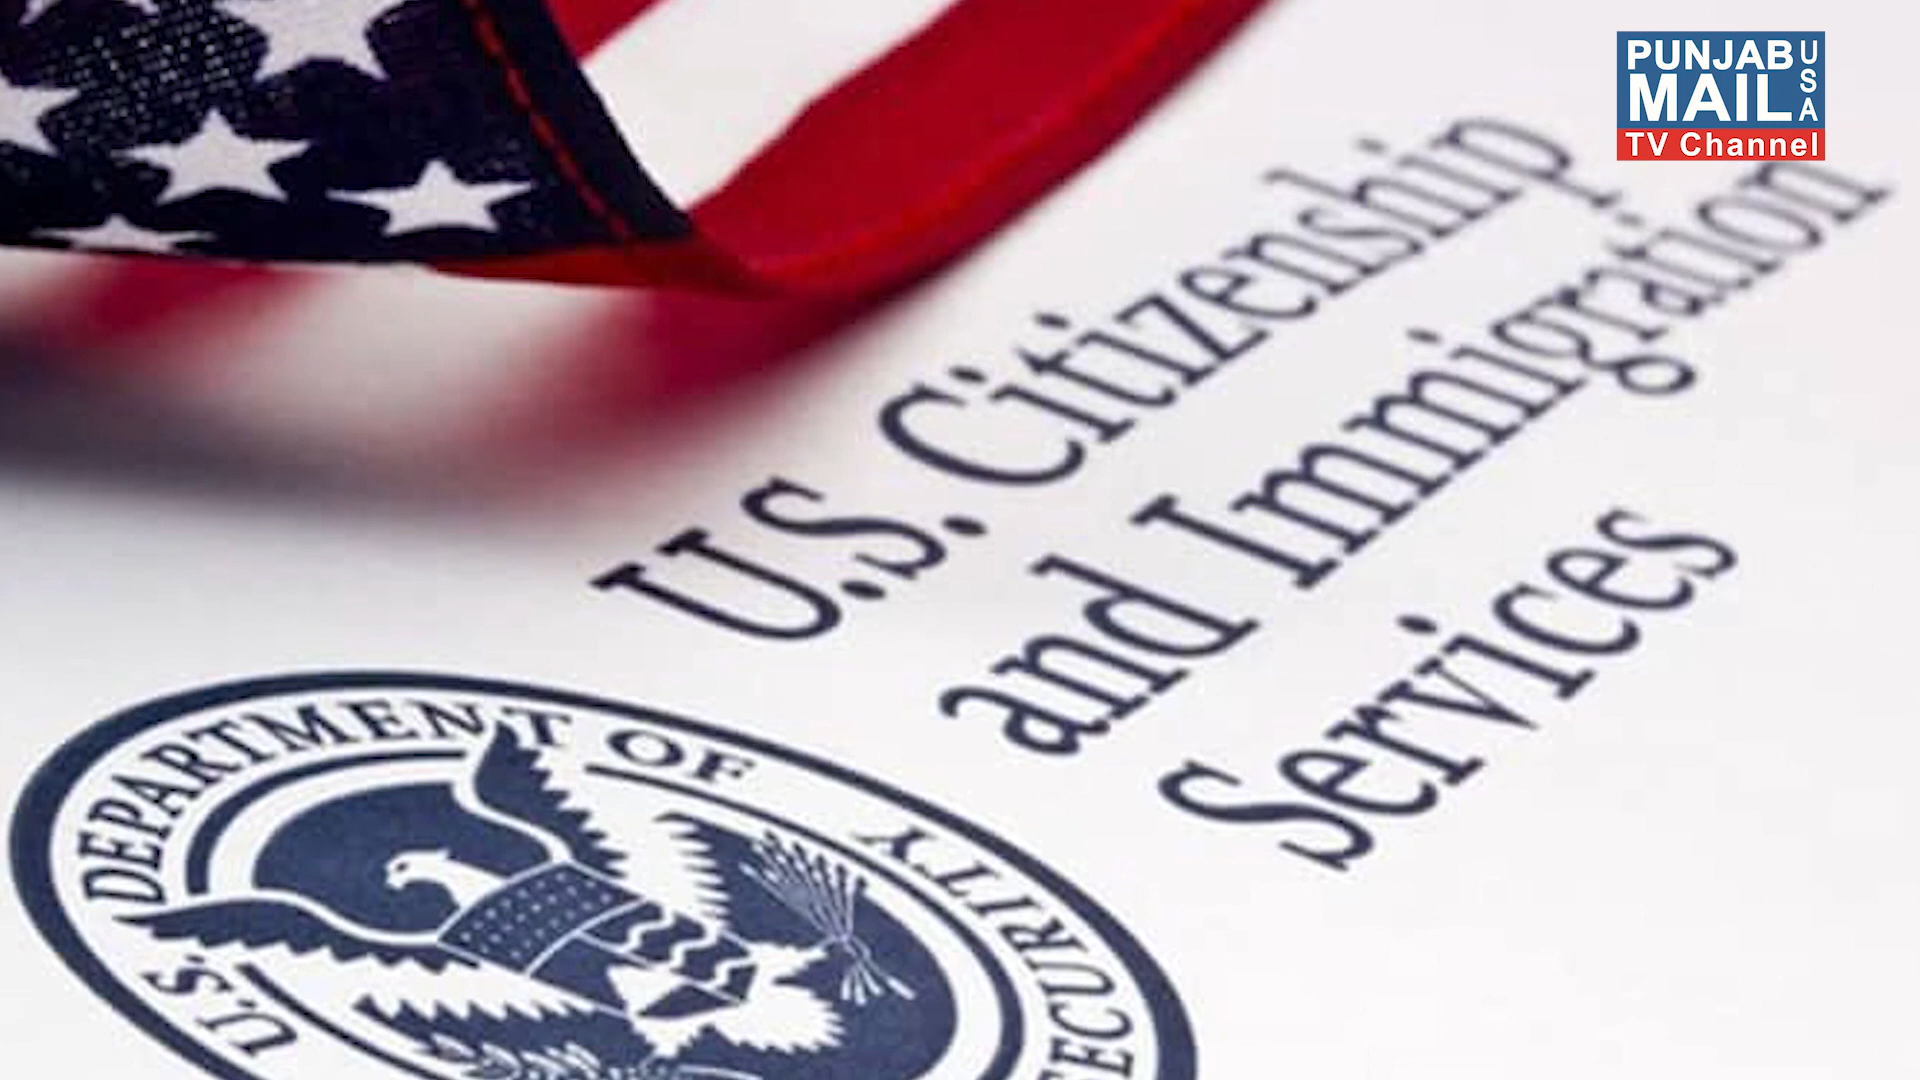 PUNJAB USA
MAIL
TV Channel
U.S. Citizenship
and Immigration
Services
U.S. DEPARTMENT OF
SECURITY